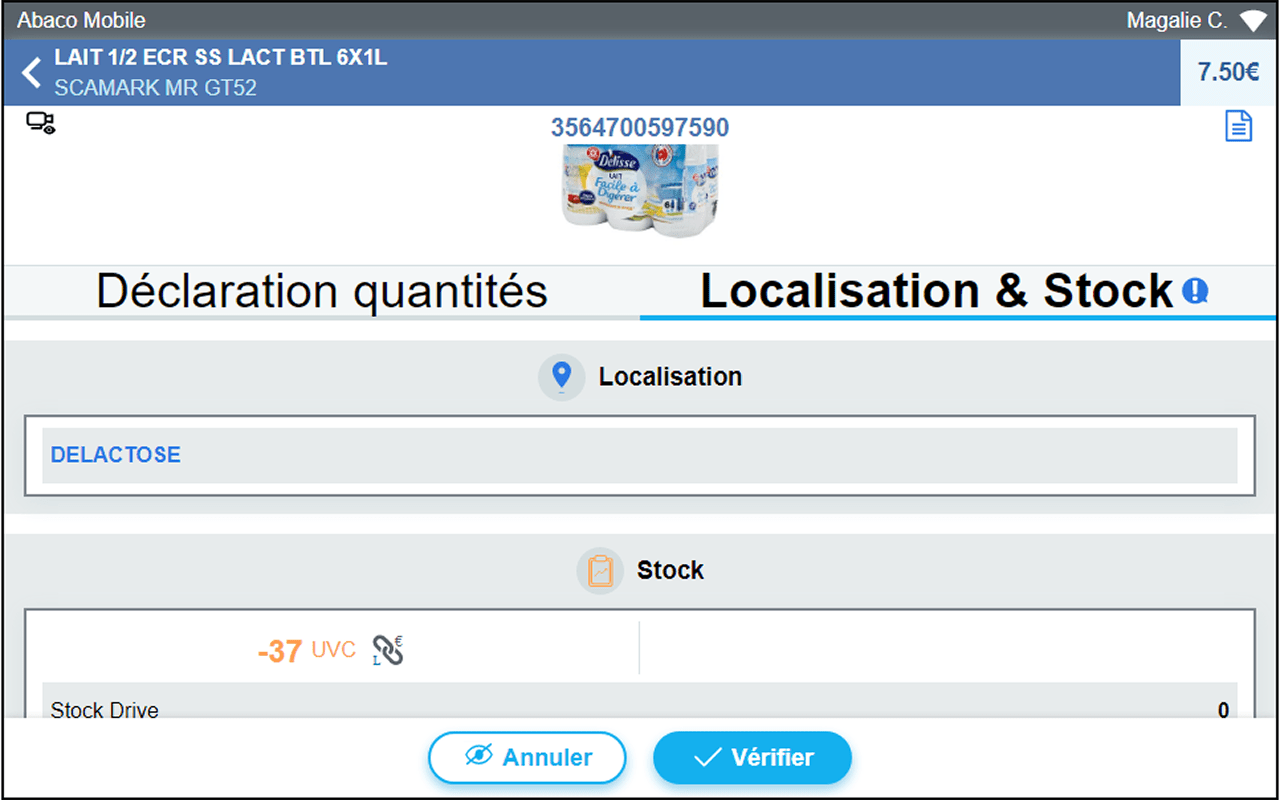 Abaco Mobile
Magalie C.
LAIT 1/2 ECR SS LACT BTL 6X1L
SCAMARK MR GT52
7.50€
3564700597590
Délisse
LAIT
Facile à
Digérer
Déclaration quantités
Localisation & Stock
Localisation
DELACTOSE
Stock
-37 UVC
L €
Stock Drive
0
Annuler
Vérifier